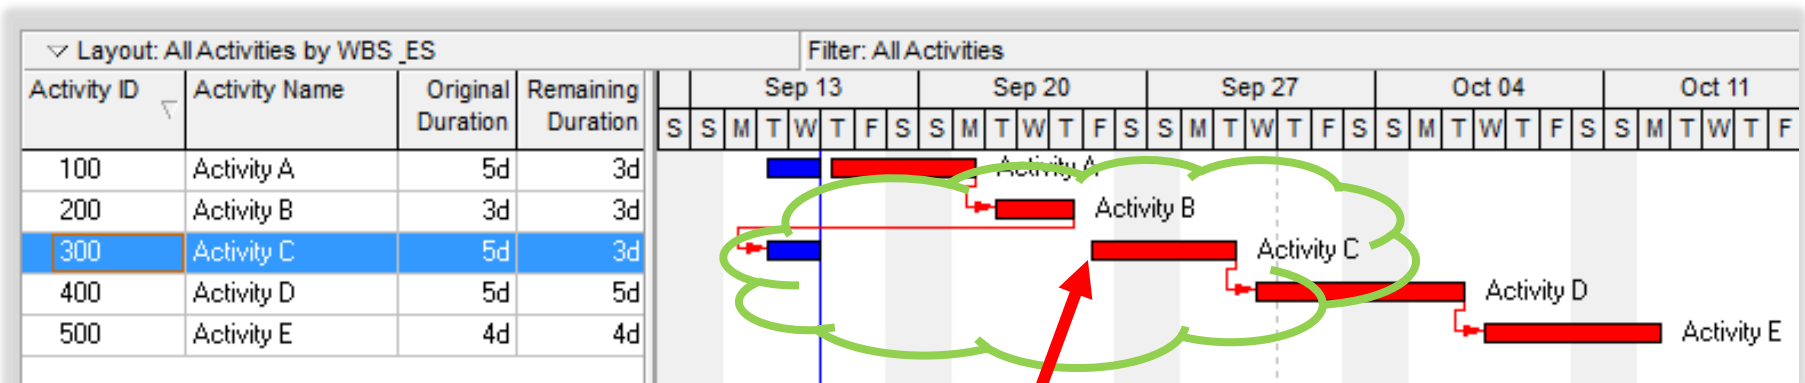 Layout: All Activities by WBS_ES Filter: All Activities
Activity ID Activity Name Original Duration Remaining Duration Sep 13 Sep 20 Sep 27 Oct 04 Oct 11
S S M T W T F S S M T W T F S S M T W T F S S M T W T F S S M T W T F
100 Activity A 5d 3d Activity A
200 Activity B 3d 3d Activity B
300 Activity C 5d 3d Activity C
400 Activity D 5d 5d Activity D
500 Activity E 4d 4d Activity E